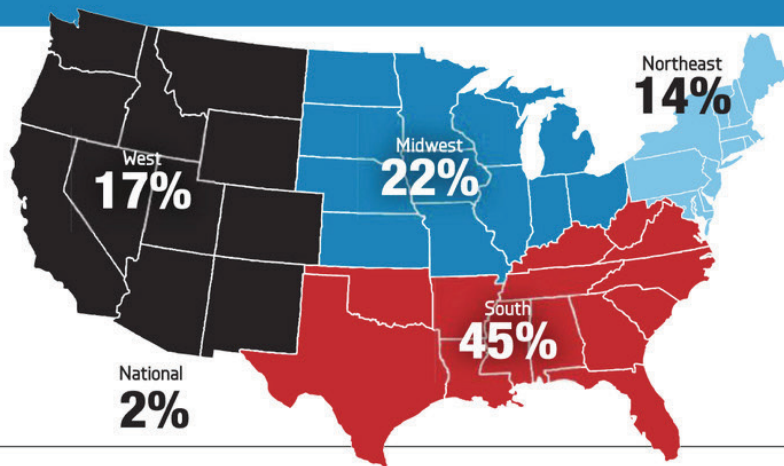 Northeast
14%
West
17%
Midwest
22%
South
45%
National
2%